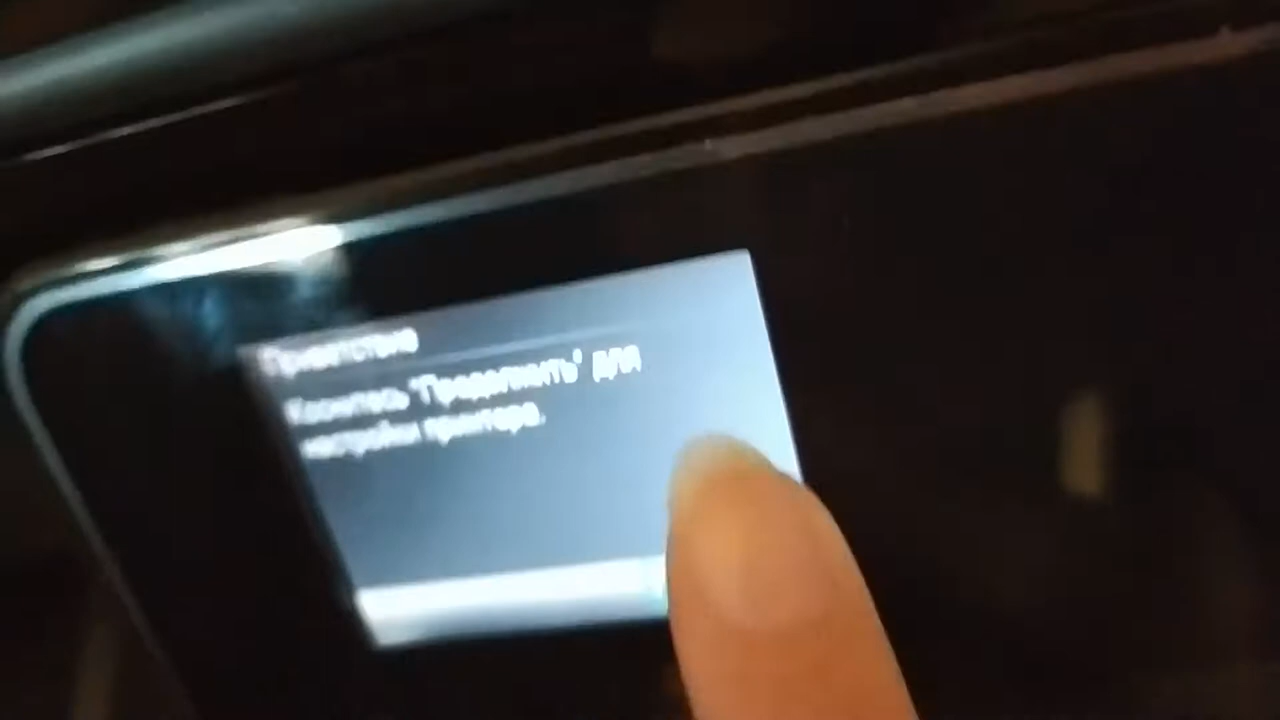 Приветствие
Коснитесь "Продолжить" для
настройки принтера.